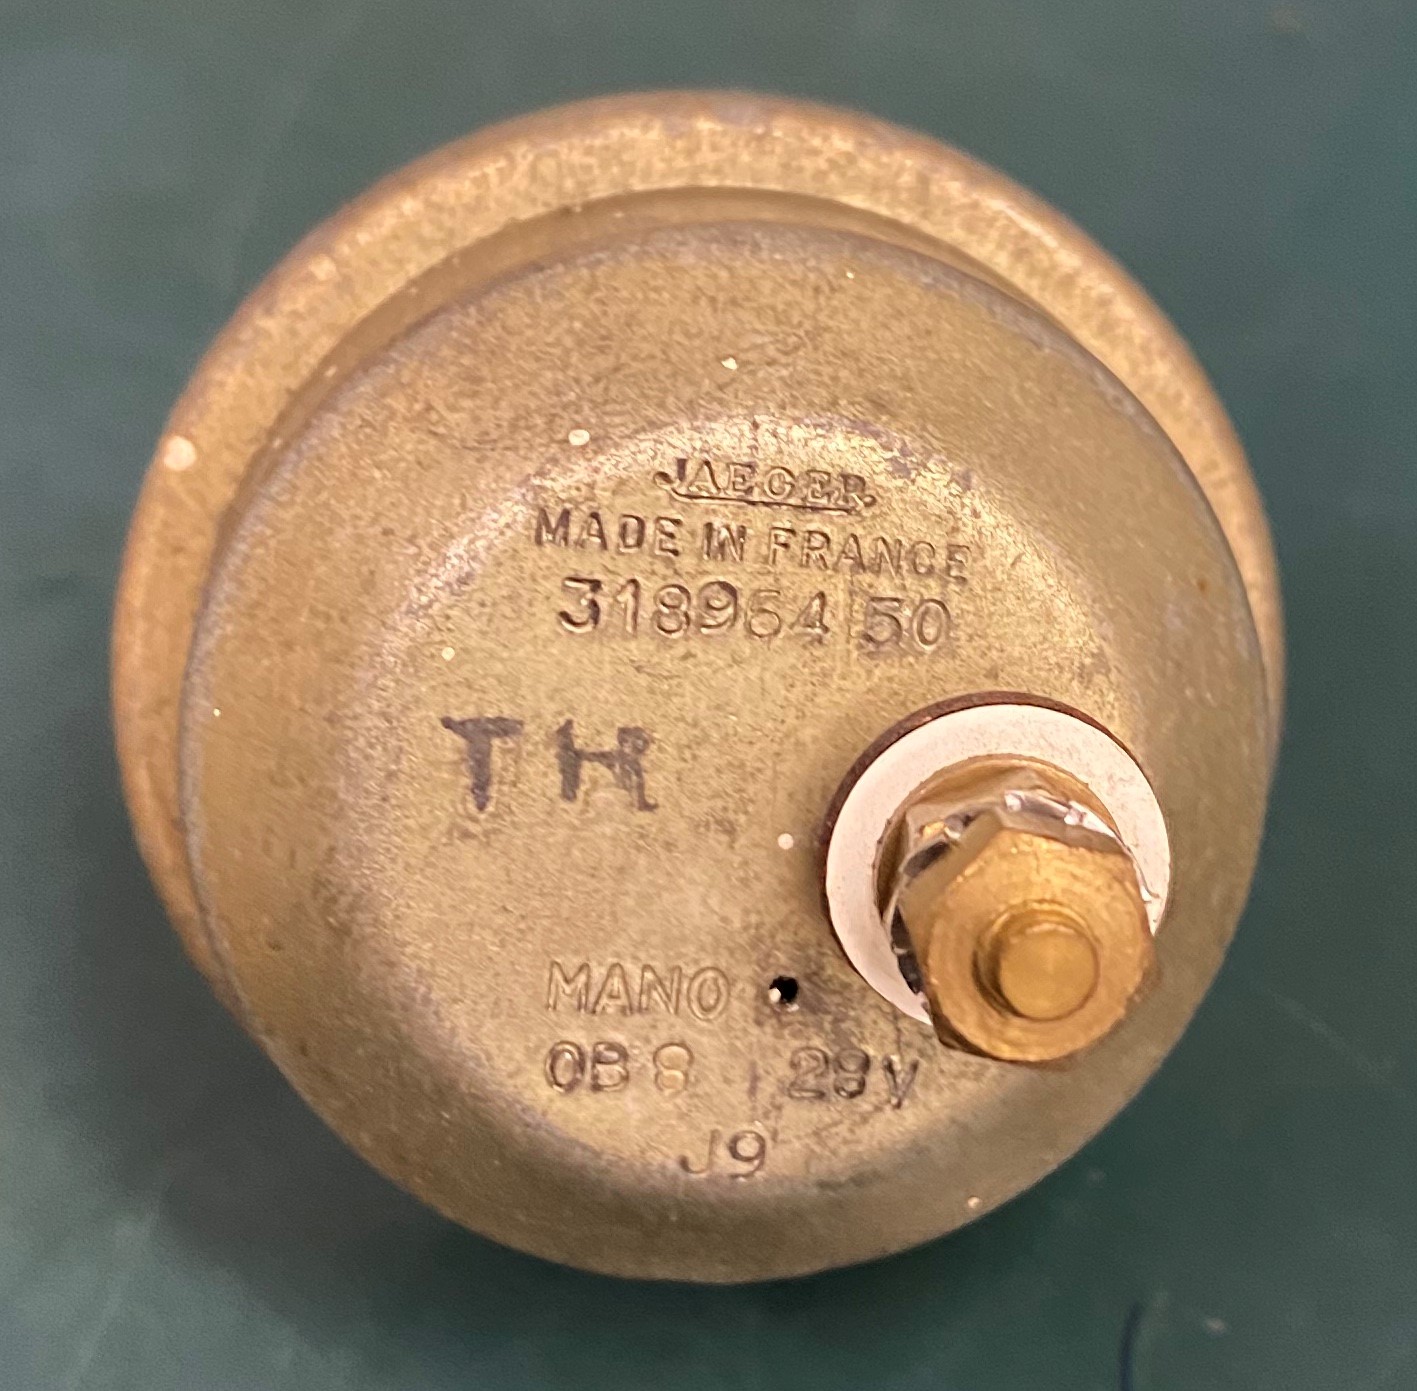 JAEGER
MADE IN FRANCE
318964 50
TH
MANO
0B 8 28V
J9